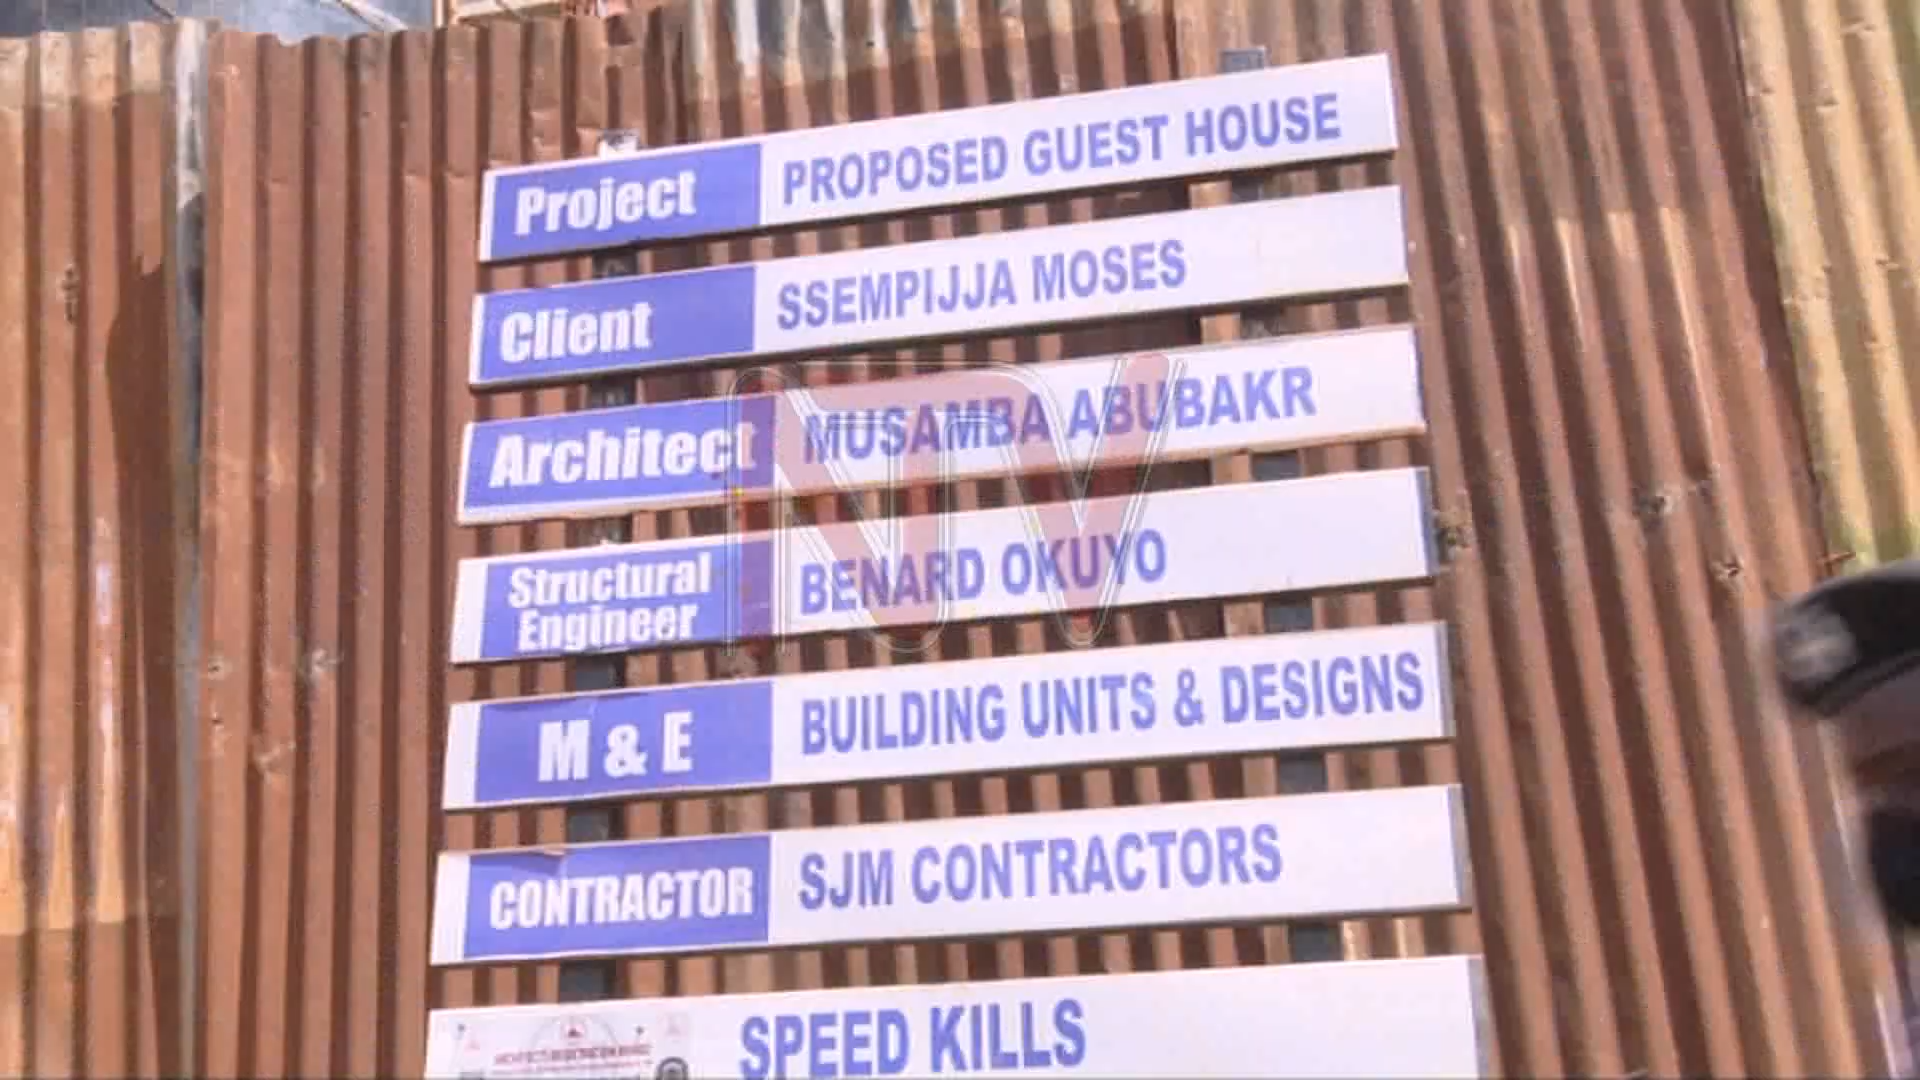 Project PROPOSED GUEST HOUSE
Client SSEMPIJJA MOSES
Architect MUSAMBA ABUBAKR
Structural Engineer BENARD OKUYO
M & E BUILDING UNITS & DESIGNS
CONTRACTOR SJM CONTRACTORS
SPEED KILLS
NV